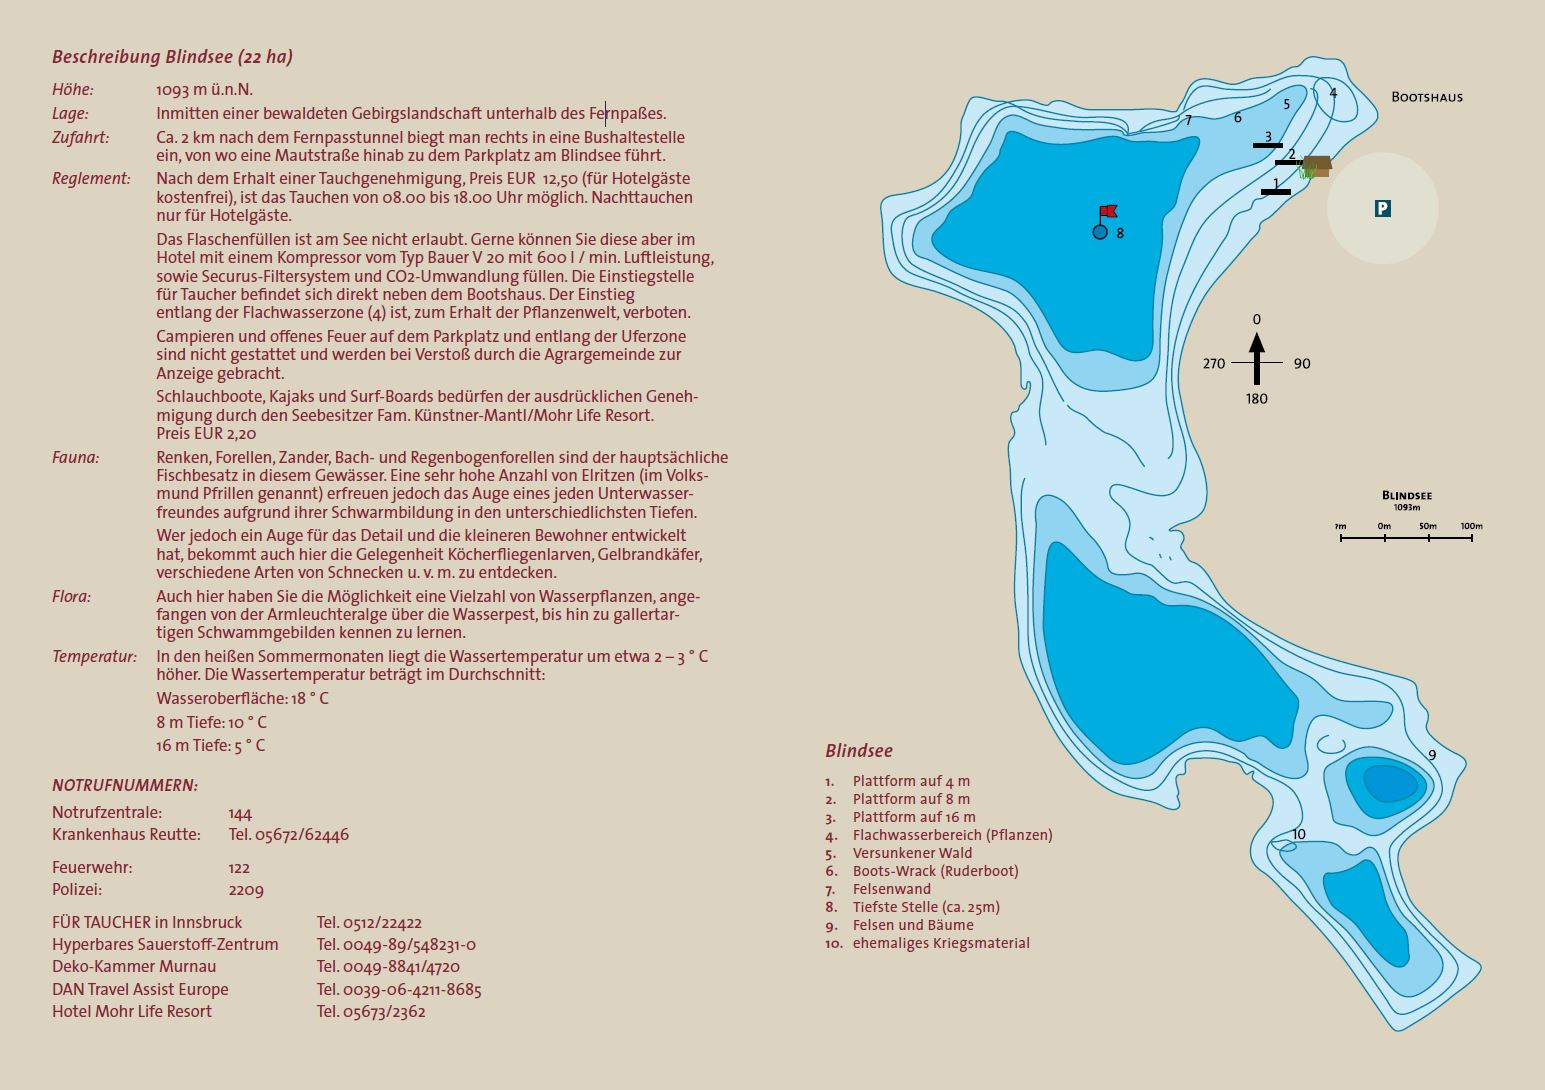 Beschreibung Blindsee (22 ha)
Höhe: 1093 m ü.n.N.
Lage: Inmitten einer bewaldeten Gebirgslandschaft unterhalb des Fernpaßes.
Zufahrt: Ca. 2 km nach dem Fernpasstunnel biegt man rechts in eine Bushaltestelle
ein, von wo eine Mautstraße hinab zu dem Parkplatz am Blindsee führt.
Reglement: Nach dem Erhalt einer Tauchgenehmigung, Preis EUR 12,50 (für Hotelgäste
kostenfrei), ist das Tauchen von 08.00 bis 18.00 Uhr möglich. Nachttauchen
nur für Hotelgäste.
Das Flaschenfüllen ist am See nicht erlaubt. Gerne können Sie diese aber im
Hotel mit einem Kompressor vom Typ Bauer V 20 mit 600 l / min. Luftleistung,
sowie Securus-Filtersystem und CO2-Umwandlung füllen. Die Einstiegstelle
für Taucher befindet sich direkt neben dem Bootshaus. Der Einstieg
entlang der Flachwasserzone (4) ist, zum Erhalt der Pflanzenwelt, verboten.
Campieren und offenes Feuer auf dem Parkplatz und entlang der Uferzone
sind nicht gestattet und werden bei Verstoß durch die Agrargemeinde zur
Anzeige gebracht.
Schlauchboote, Kajaks und Surf-Boards bedürfen der ausdrücklichen Geneh-
migung durch den Seebesitzer Fam. Künstner-Mantl/Mohr Life Resort.
Preis EUR 2,20
Fauna: Renken, Forellen, Zander, Bach- und Regenbogenforellen sind der hauptsächliche
Fischbesatz in diesem Gewässer. Eine sehr hohe Anzahl von Elritzen (im Volks-
mund Pfrillen genannt) erfreuen jedoch das Auge eines jeden Unterwasser-
freundes aufgrund ihrer Schwarmbildung in den unterschiedlichsten Tiefen.
Wer jedoch ein Auge für das Detail und die kleineren Bewohner entwickelt
hat, bekommt auch hier die Gelegenheit Köcherfliegenlarven, Gelbrandkäfer,
verschiedene Arten von Schnecken u. v. m. zu entdecken.
Flora: Auch hier haben Sie die Möglichkeit eine Vielzahl von Wasserpflanzen, ange-
fangen von der Armleuchteralge über die Wasserpest, bis hin zu gallertar-
tigen Schwammgebilden kennen zu lernen.
Temperatur: In den heißen Sommermonaten liegt die Wassertemperatur um etwa 2 – 3 ° C
höher. Die Wassertemperatur beträgt im Durchschnitt:
Wasseroberfläche: 18 ° C
8 m Tiefe: 10 ° C
16 m Tiefe: 5 ° C
NOTRUFNUMMERN:
Notrufzentrale: 144
Krankenhaus Reutte: Tel. 05672/62446
Feuerwehr: 122
Polizei: 2209
FÜR TAUCHER in Innsbruck Tel. 0512/22422
Hyperbares Sauerstoff-Zentrum Tel. 0049-89/548231-0
Deko-Kammer Murnau Tel. 0049-8841/4720
DAN Travel Assist Europe Tel. 0039-06-4211-8685
Hotel Mohr Life Resort Tel. 05673/2362
4
BOOTSHAUS
5
6
7
3
2
1
P
8
0
270 90
180
BLINDSEE
1093m
?m 0m 50m 100m
9
10
Blindsee
1. Plattform auf 4 m
2. Plattform auf 8 m
3. Plattform auf 16 m
4. Flachwasserbereich (Pflanzen)
5. Versunkener Wald
6. Boots-Wrack (Ruderboot)
7. Felsenwand
8. Tiefste Stelle (ca. 25m)
9. Felsen und Bäume
10. ehemaliges Kriegsmaterial